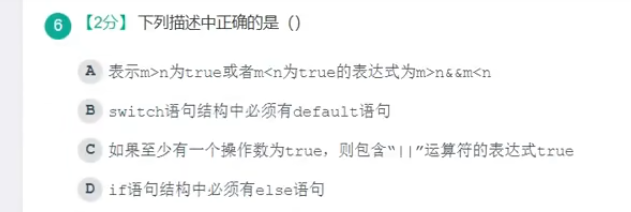 6 【2分】 下列描述中正确的是（）
A 表示m>n为true或者m<n为true的表达式为m>n&&m<n
B switch语句结构中必须有default语句
C 如果至少有一个操作数为true，则包含“||”运算符的表达式true
D if语句结构中必须有else语句